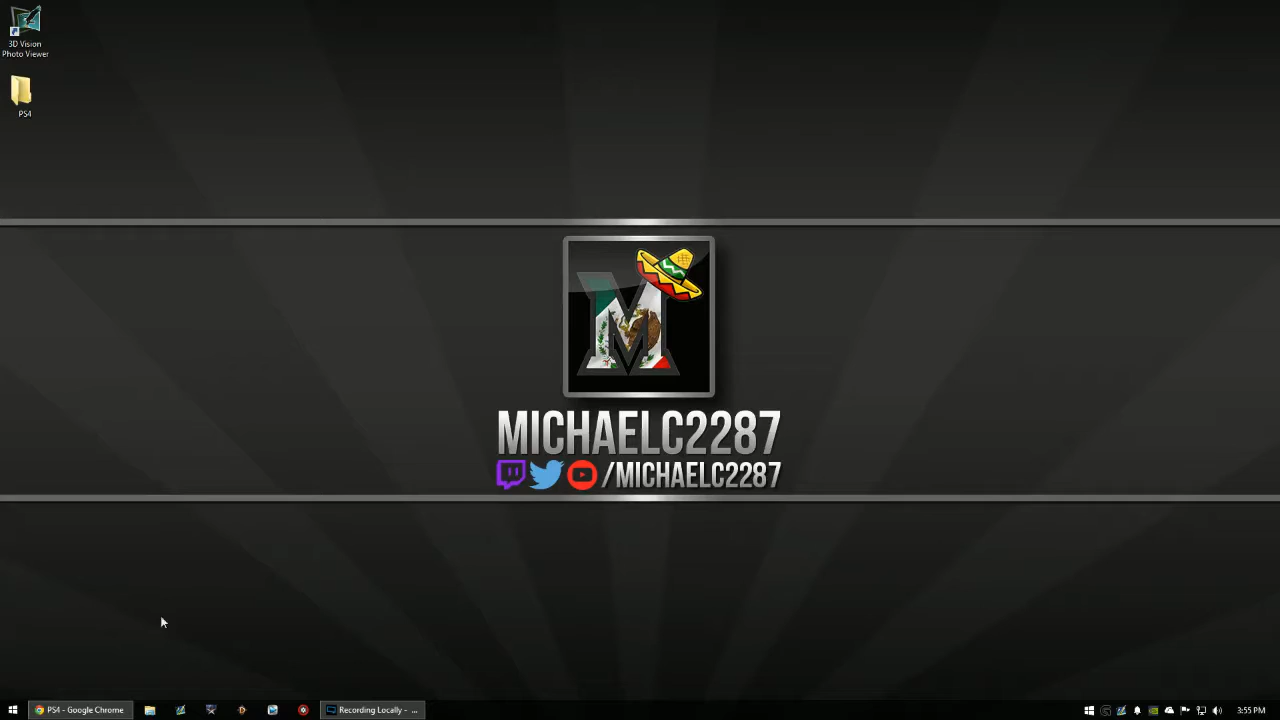 3D Vision
Photo Viewer
PS4
M
MICHAELC2287
/MICHAELC2287
PS4 - Google Chrome
Recording Locally - ...
3:55 PM